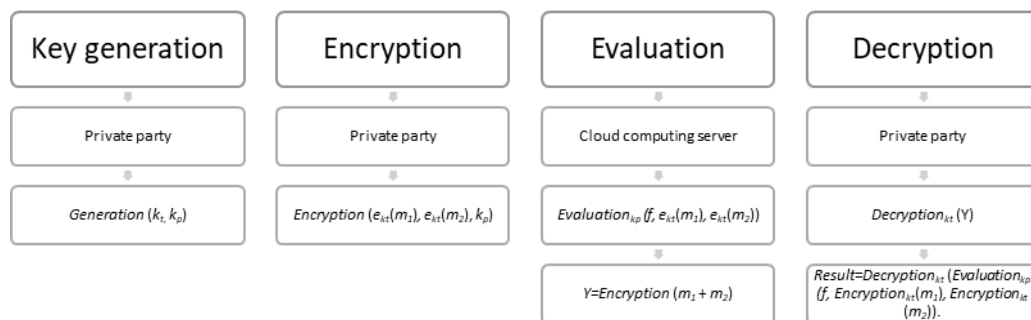 Key generation
Private party
Generation (kt, kp)
Encryption
Private party
Encryption (ekt(m1), ekt(m2), kp)
Evaluation
Cloud computing server
Evaluationkp (f, ekt(m1), ekt(m2))
Y=Encryption (m1 + m2)
Decryption
Private party
Decryptionkt (Y)
Result=Decryptionkt (Evaluationkp
(f, Encryptionkt(m1), Encryptionkt
(m2)).